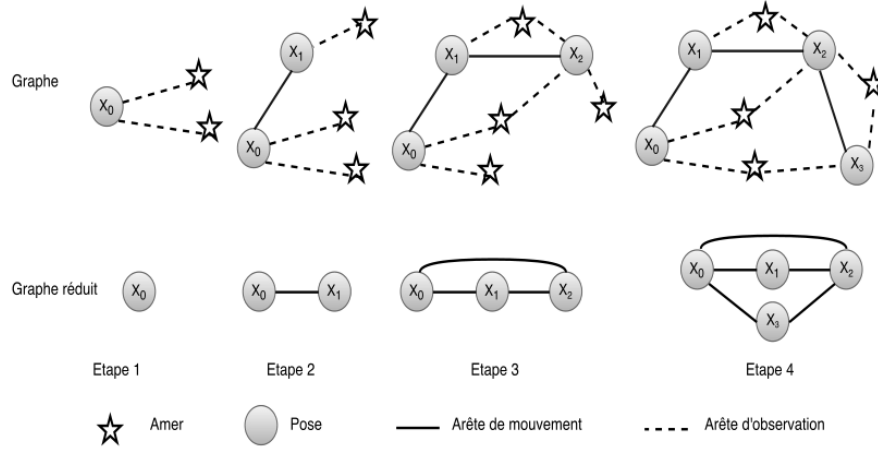 Graphe
X0
X1
X0
X1
X2
X0
X1
X2
X0
X3
Graphe réduit
X0
X0
X1
X0
X1
X2
X0
X1
X2
X3
Etape 1
Etape 2
Etape 3
Etape 4
Amer
Pose
Arête de mouvement
Arête d'observation